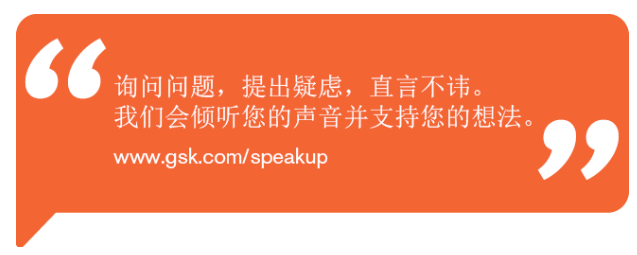 询问问题，提出疑虑，直言不讳。
我们会倾听您的声音并支持您的想法。
www.gsk.com/speakup